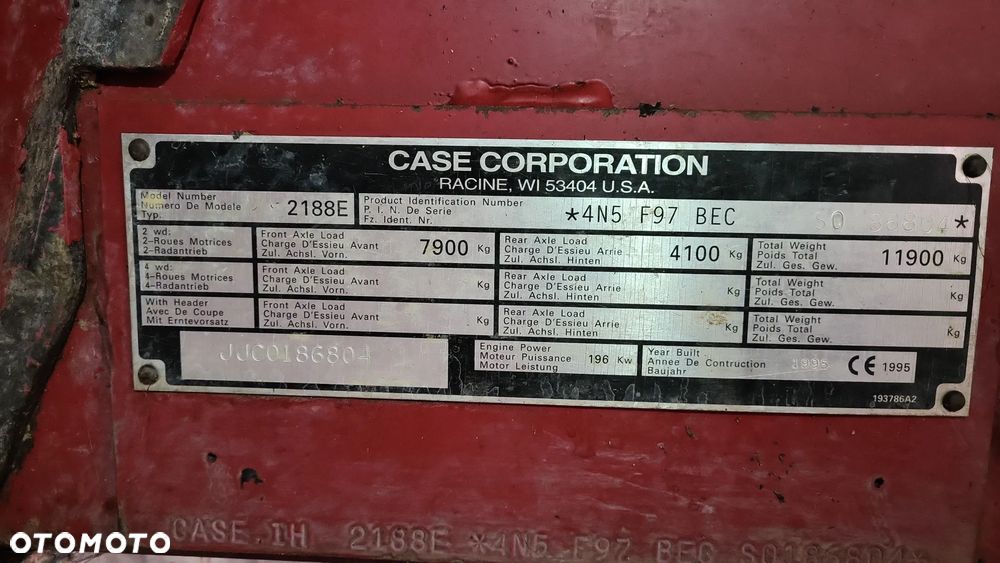 CASE CORPORATION
RACINE, WI 53404 U.S.A.
Model Number
Numero De Modele
Typ.
2188E
Product Identification Number
P. I. N. De Serie
Fz. Ident. Nr.
*4N5 F97 BEC
2 wd:
2-Roues Motrices
2-Radantrieb
Front Axle Load
Charge D'Essieu Avant
Zul. Achsl. Vorn.
7900 Kg
Rear Axle Load
Charge D'Essieu Arrie
Zul. Achsl. Hinten
4100 Kg
Total Weight
Poids Total
Zul. Ges. Gew.
11900 Kg
4 wd:
4-Roues Motrices
4-Radantrieb
Front Axle Load
Charge D'Essieu Avant
Zul. Achsl. Vorn.
Kg
Rear Axle Load
Charge D'Essieu Arrie
Zul. Achsl. Hinten
Kg
Total Weight
Poids Total
Zul. Ges. Gew.
Kg
With Header
Avec De Coupe
Mit Erntevorsatz
Front Axle Load
Charge D'Essieu Avant
Zul. Achsl. Vorn.
Kg
Rear Axle Load
Charge D'Essieu Arrie
Zul. Achsl. Hinten
Kg
Total Weight
Poids Total
Zul. Ges. Gew.
Kg
JJC0186804
Engine Power
Moteur Puissance
Motor Leistung
196 Kw
Year Built
Annee De Contruction
Baujahr
1996
CE 1995
193786A2
CASE IH 2188E *4N5 F97 BEC S0186804*
OTOMOTO